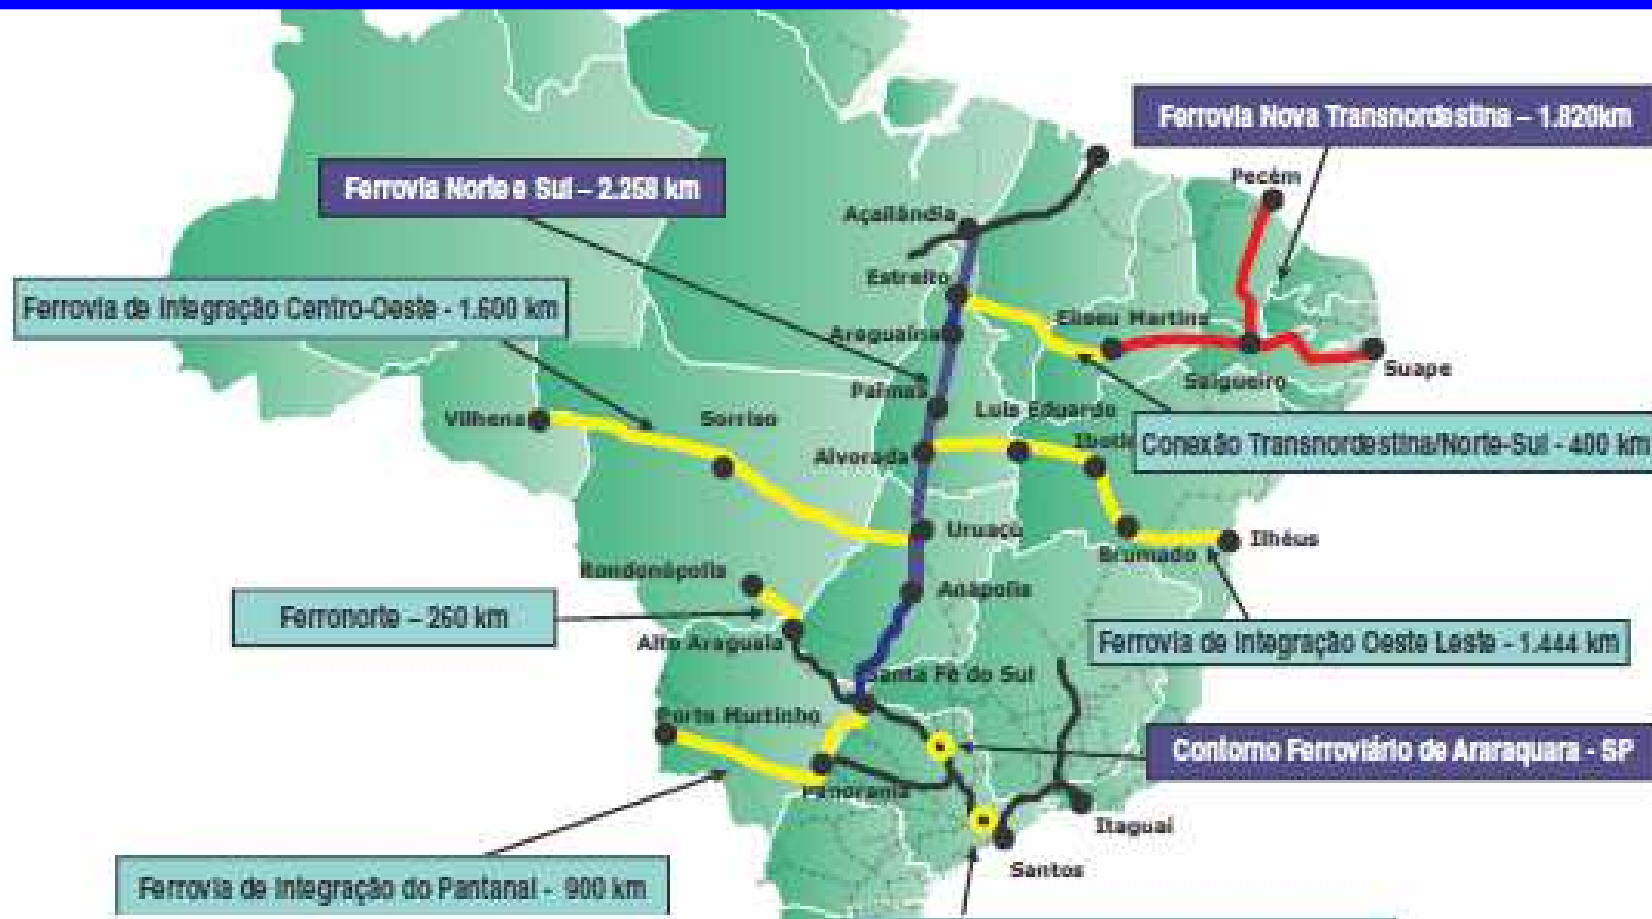 Ferrovia Nova Transnordestina – 1.820km
Pecém
Ferrovia Norte e Sul – 2.258 km
Açailândia
Estreito
Ferrovia de Integração Centro-Oeste - 1.600 km
Eliseu Martins
Araguaína
Salgueiro
Suape
Palmas
Luis Eduardo
Vilhena
Sorriso
Conexão Transnordestina/Norte-Sul - 400 km
Alvorada
Uruaçú
Ilhéus
Brumado
Rondonópolis
Anápolis
Ferronorte – 260 km
Alto Araguaia
Ferrovia de Integração Oeste Leste - 1.444 km
Santa Fé do Sul
Porto Murtinho
Contorno Ferroviário de Araraquara - SP
Panorama
Itaguaí
Santos
Ferrovia de Integração do Pantanal - 900 km